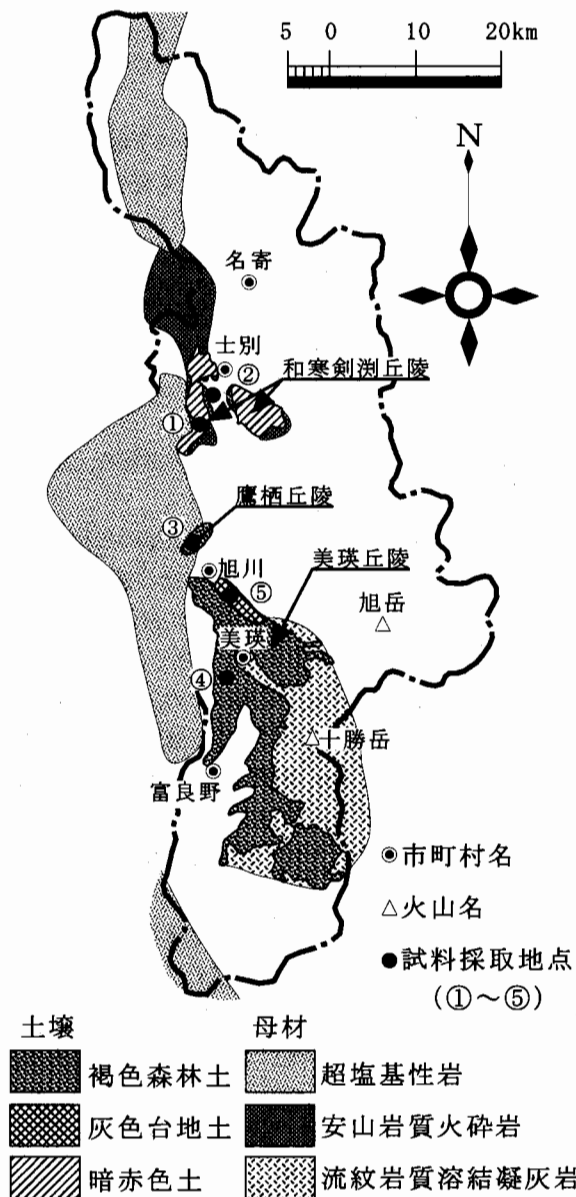 5 0 10 20km
N
名寄
士別
②
和寒剣渕丘陵
①
鷹栖丘陵
③
旭川
⑤
美瑛丘陵
旭岳
美瑛
④
十勝岳
富良野
◎市町村名
△火山名
●試料採取地点
(①～⑤)
土壌 母材
褐色森林土 超塩基性岩
灰色台地土 安山岩質火砕岩
暗赤色土 流紋岩質溶結凝灰岩